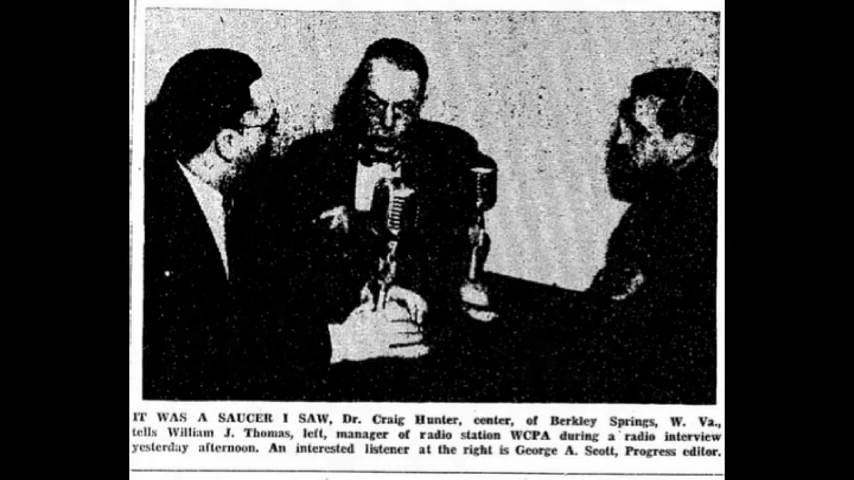 IT WAS A SAUCER I SAW, Dr. Craig Hunter, center, of Berkley Springs, W. Va.,
tells William J. Thomas, left, manager of radio station WCPA during a radio interview
yesterday afternoon. An interested listener at the right is George A. Scott, Progress editor.